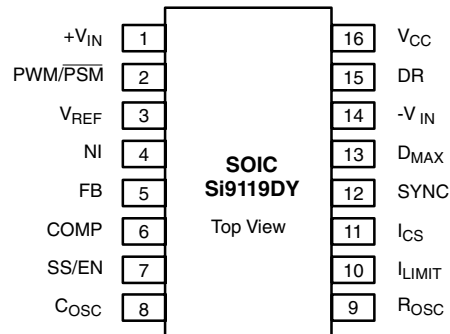 +VIN 1
PWM/PSM 2
VREF 3
NI 4
FB 5
COMP 6
SS/EN 7
COSC 8
SOIC
Si9119DY
Top View
16 VCC
15 DR
14 -V IN
13 DMAX
12 SYNC
11 ICS
10 ILIMIT
9 ROSC